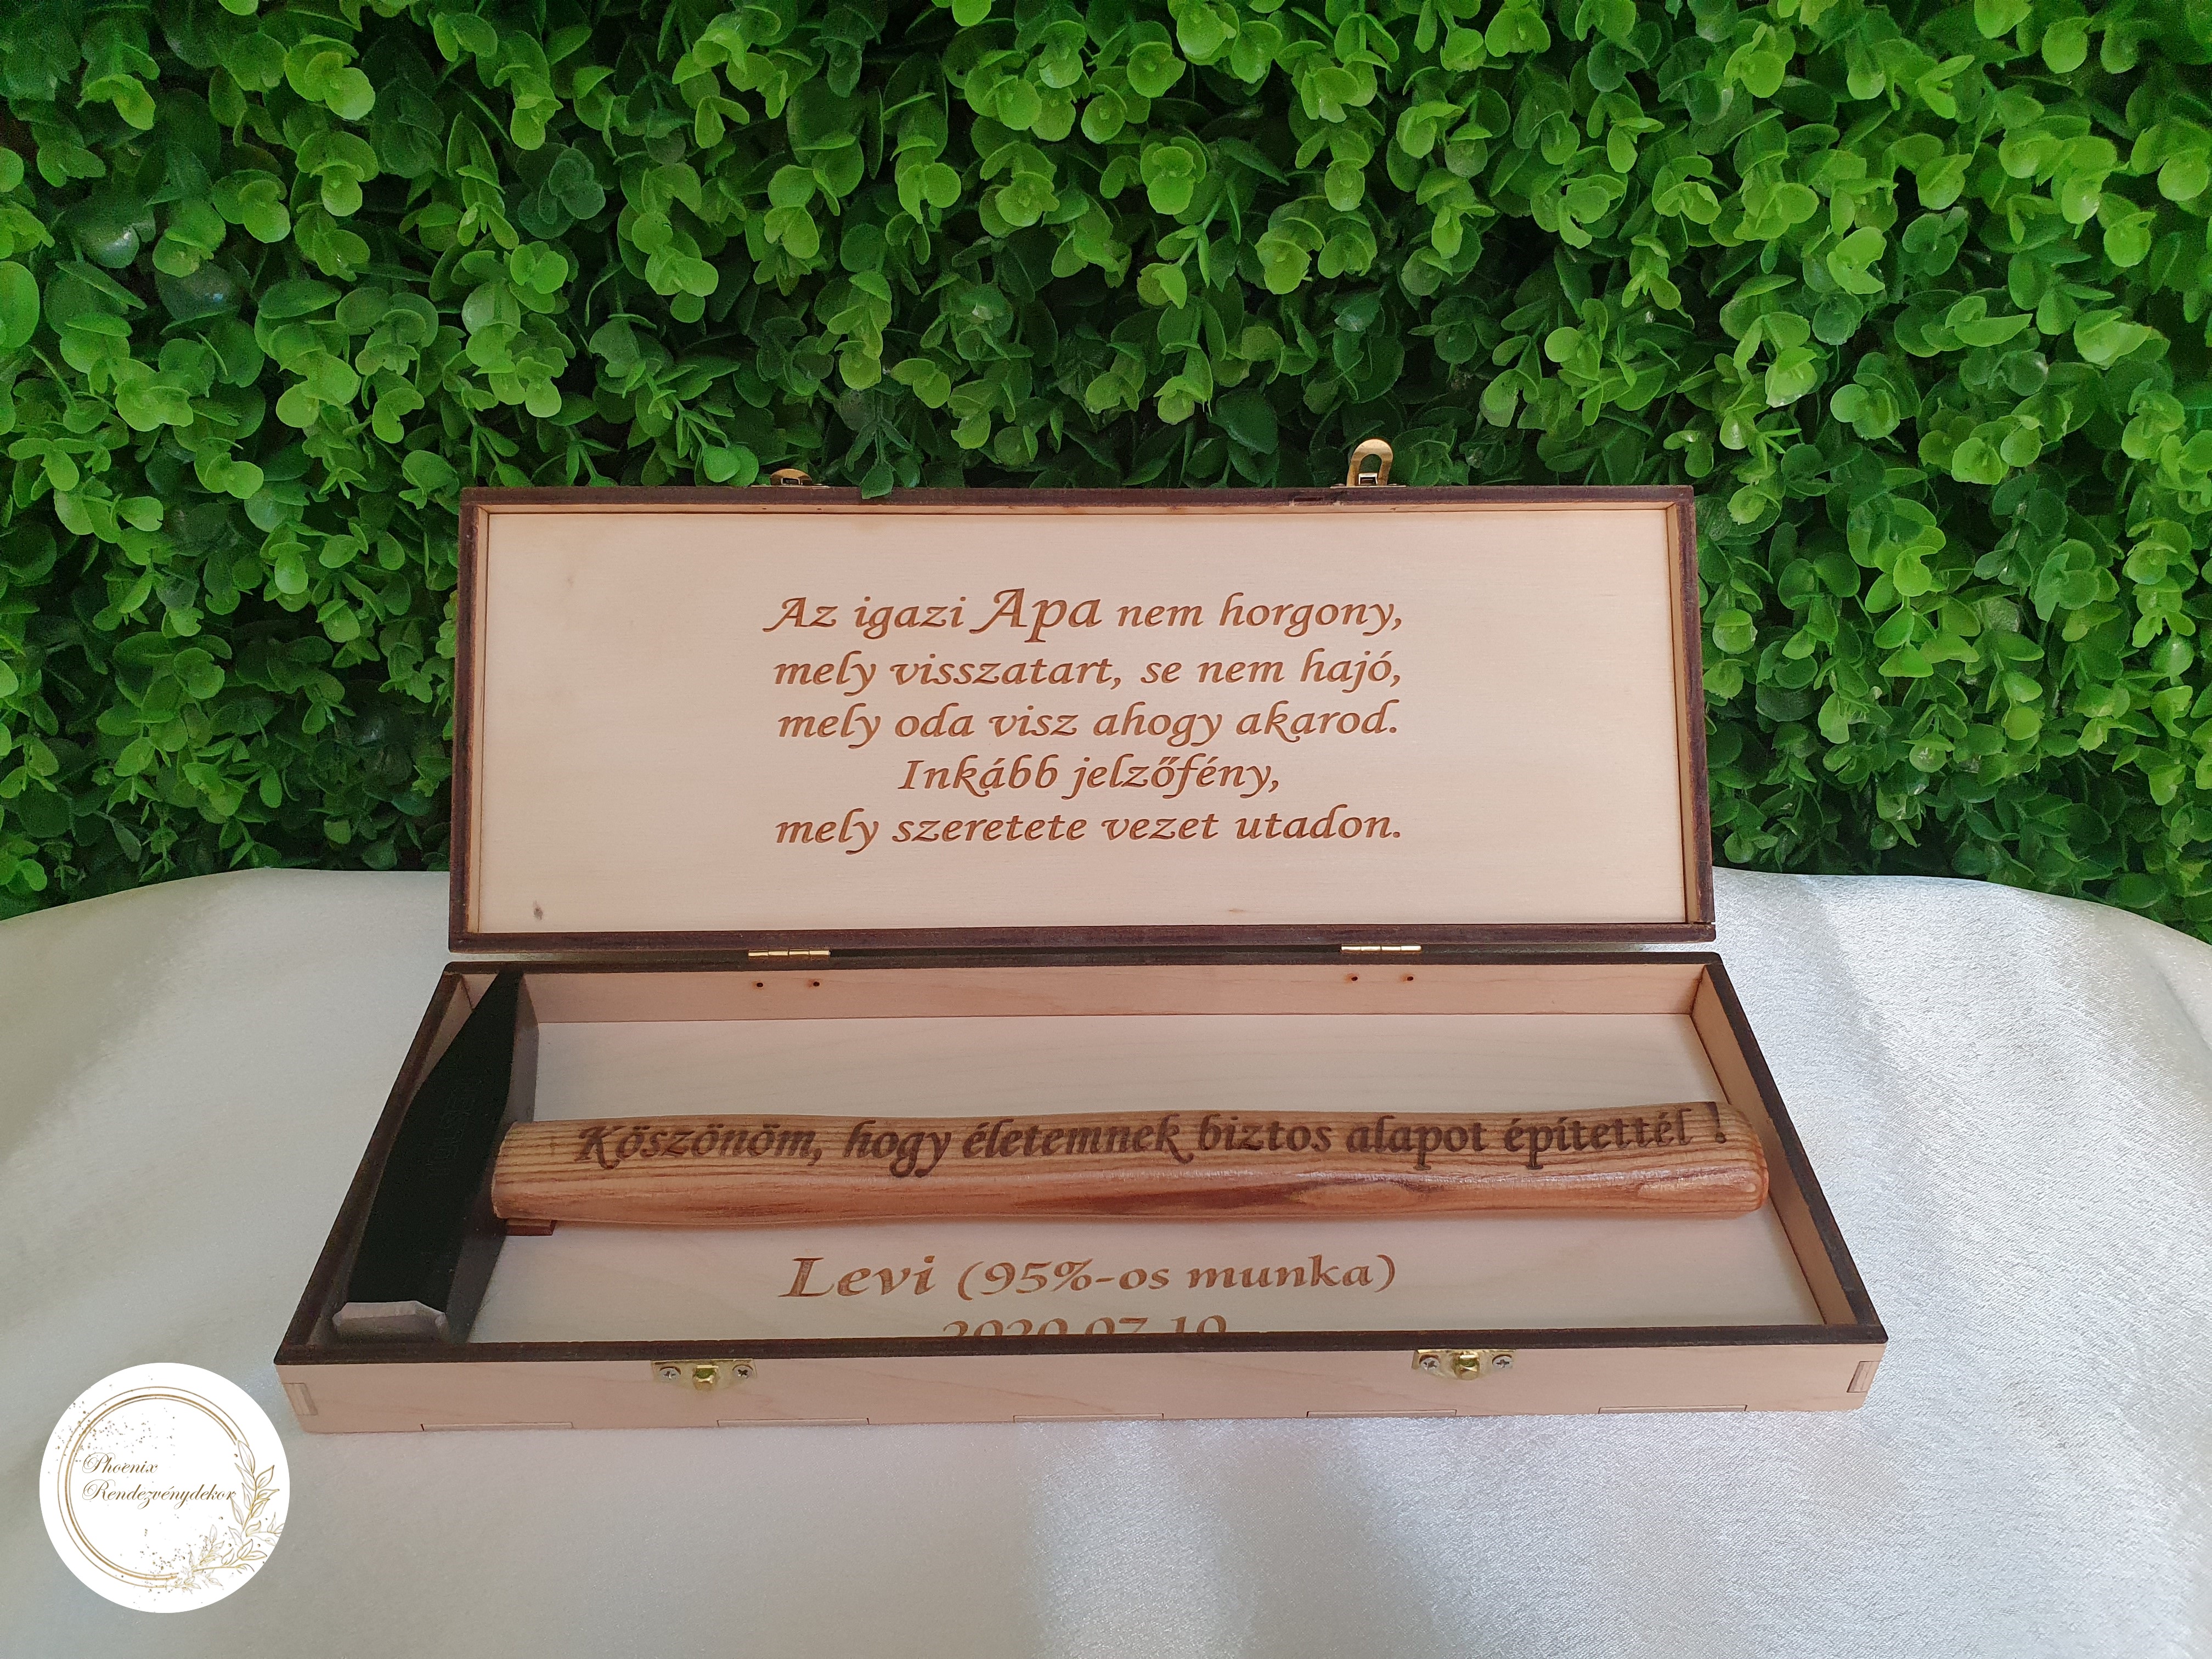 Az igazi Apa nem horgony,
mely visszatart, se nem hajó,
mely oda visz ahogy akarod.
Inkább jelzőfény,
mely szeretete vezet utadon.
Köszönöm, hogy életemnek biztos alapot építettél !
Levi (95%-os munka)
Phoenix
Rendezvénydekor